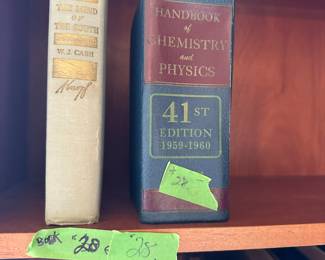 THE MIND
OF
THE SOUTH
W. J. CASH
Knopf
HANDBOOK
of
CHEMISTRY
and
PHYSICS
41ST
EDITION
1959-1960
BOOK